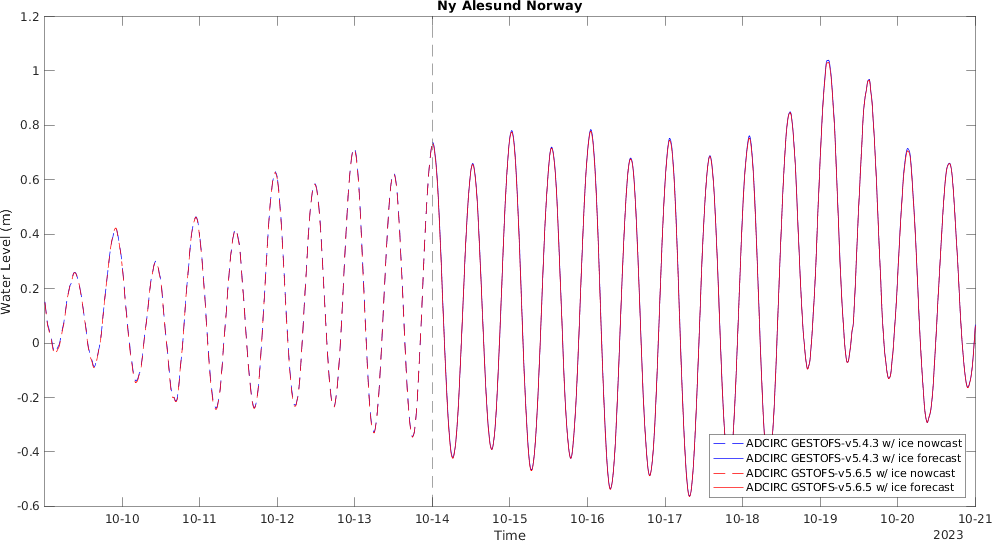 Ny Alesund Norway
1.2
1
0.8
0.6
0.4
0.2
0
-0.2
-0.4
-0.6
Water Level (m)
ADCIRC GESTOFS-v5.4.3 w/ ice nowcast
ADCIRC GESTOFS-v5.4.3 w/ ice forecast
ADCIRC GSTOFS-v5.6.5 w/ ice nowcast
ADCIRC GSTOFS-v5.6.5 w/ ice forecast
10-10 10-11 10-12 10-13 10-14 10-15 10-16 10-17 10-18 10-19 10-20 10-21
Time
2023